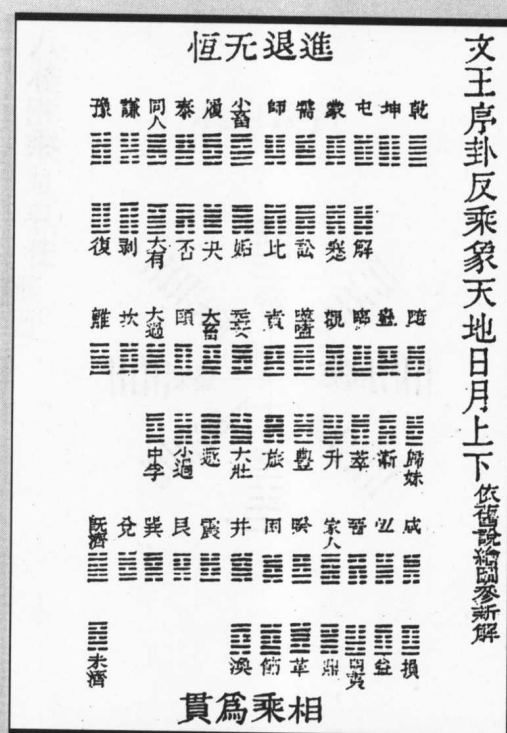 文王序卦反乘象天地日月上下
依舊說編圖參新解
進退无恒
乾 坤 屯 蒙 需 師 小畜 履 泰 同人 謙 豫
解 蹇 訟 比 姤 夬 否 大有 剝 復
隨 蠱 臨 觀 噬嗑 賁 无妄 大畜 頤 大過 坎 離
歸妹 漸 萃 升 豐 旅 大壯 遯 小過 中孚
咸 恒 晉 家人 睽 困 井 震 艮 巽 兌 既濟
損 益 明夷 鼎 革 節 渙 未濟
相乘爲貫